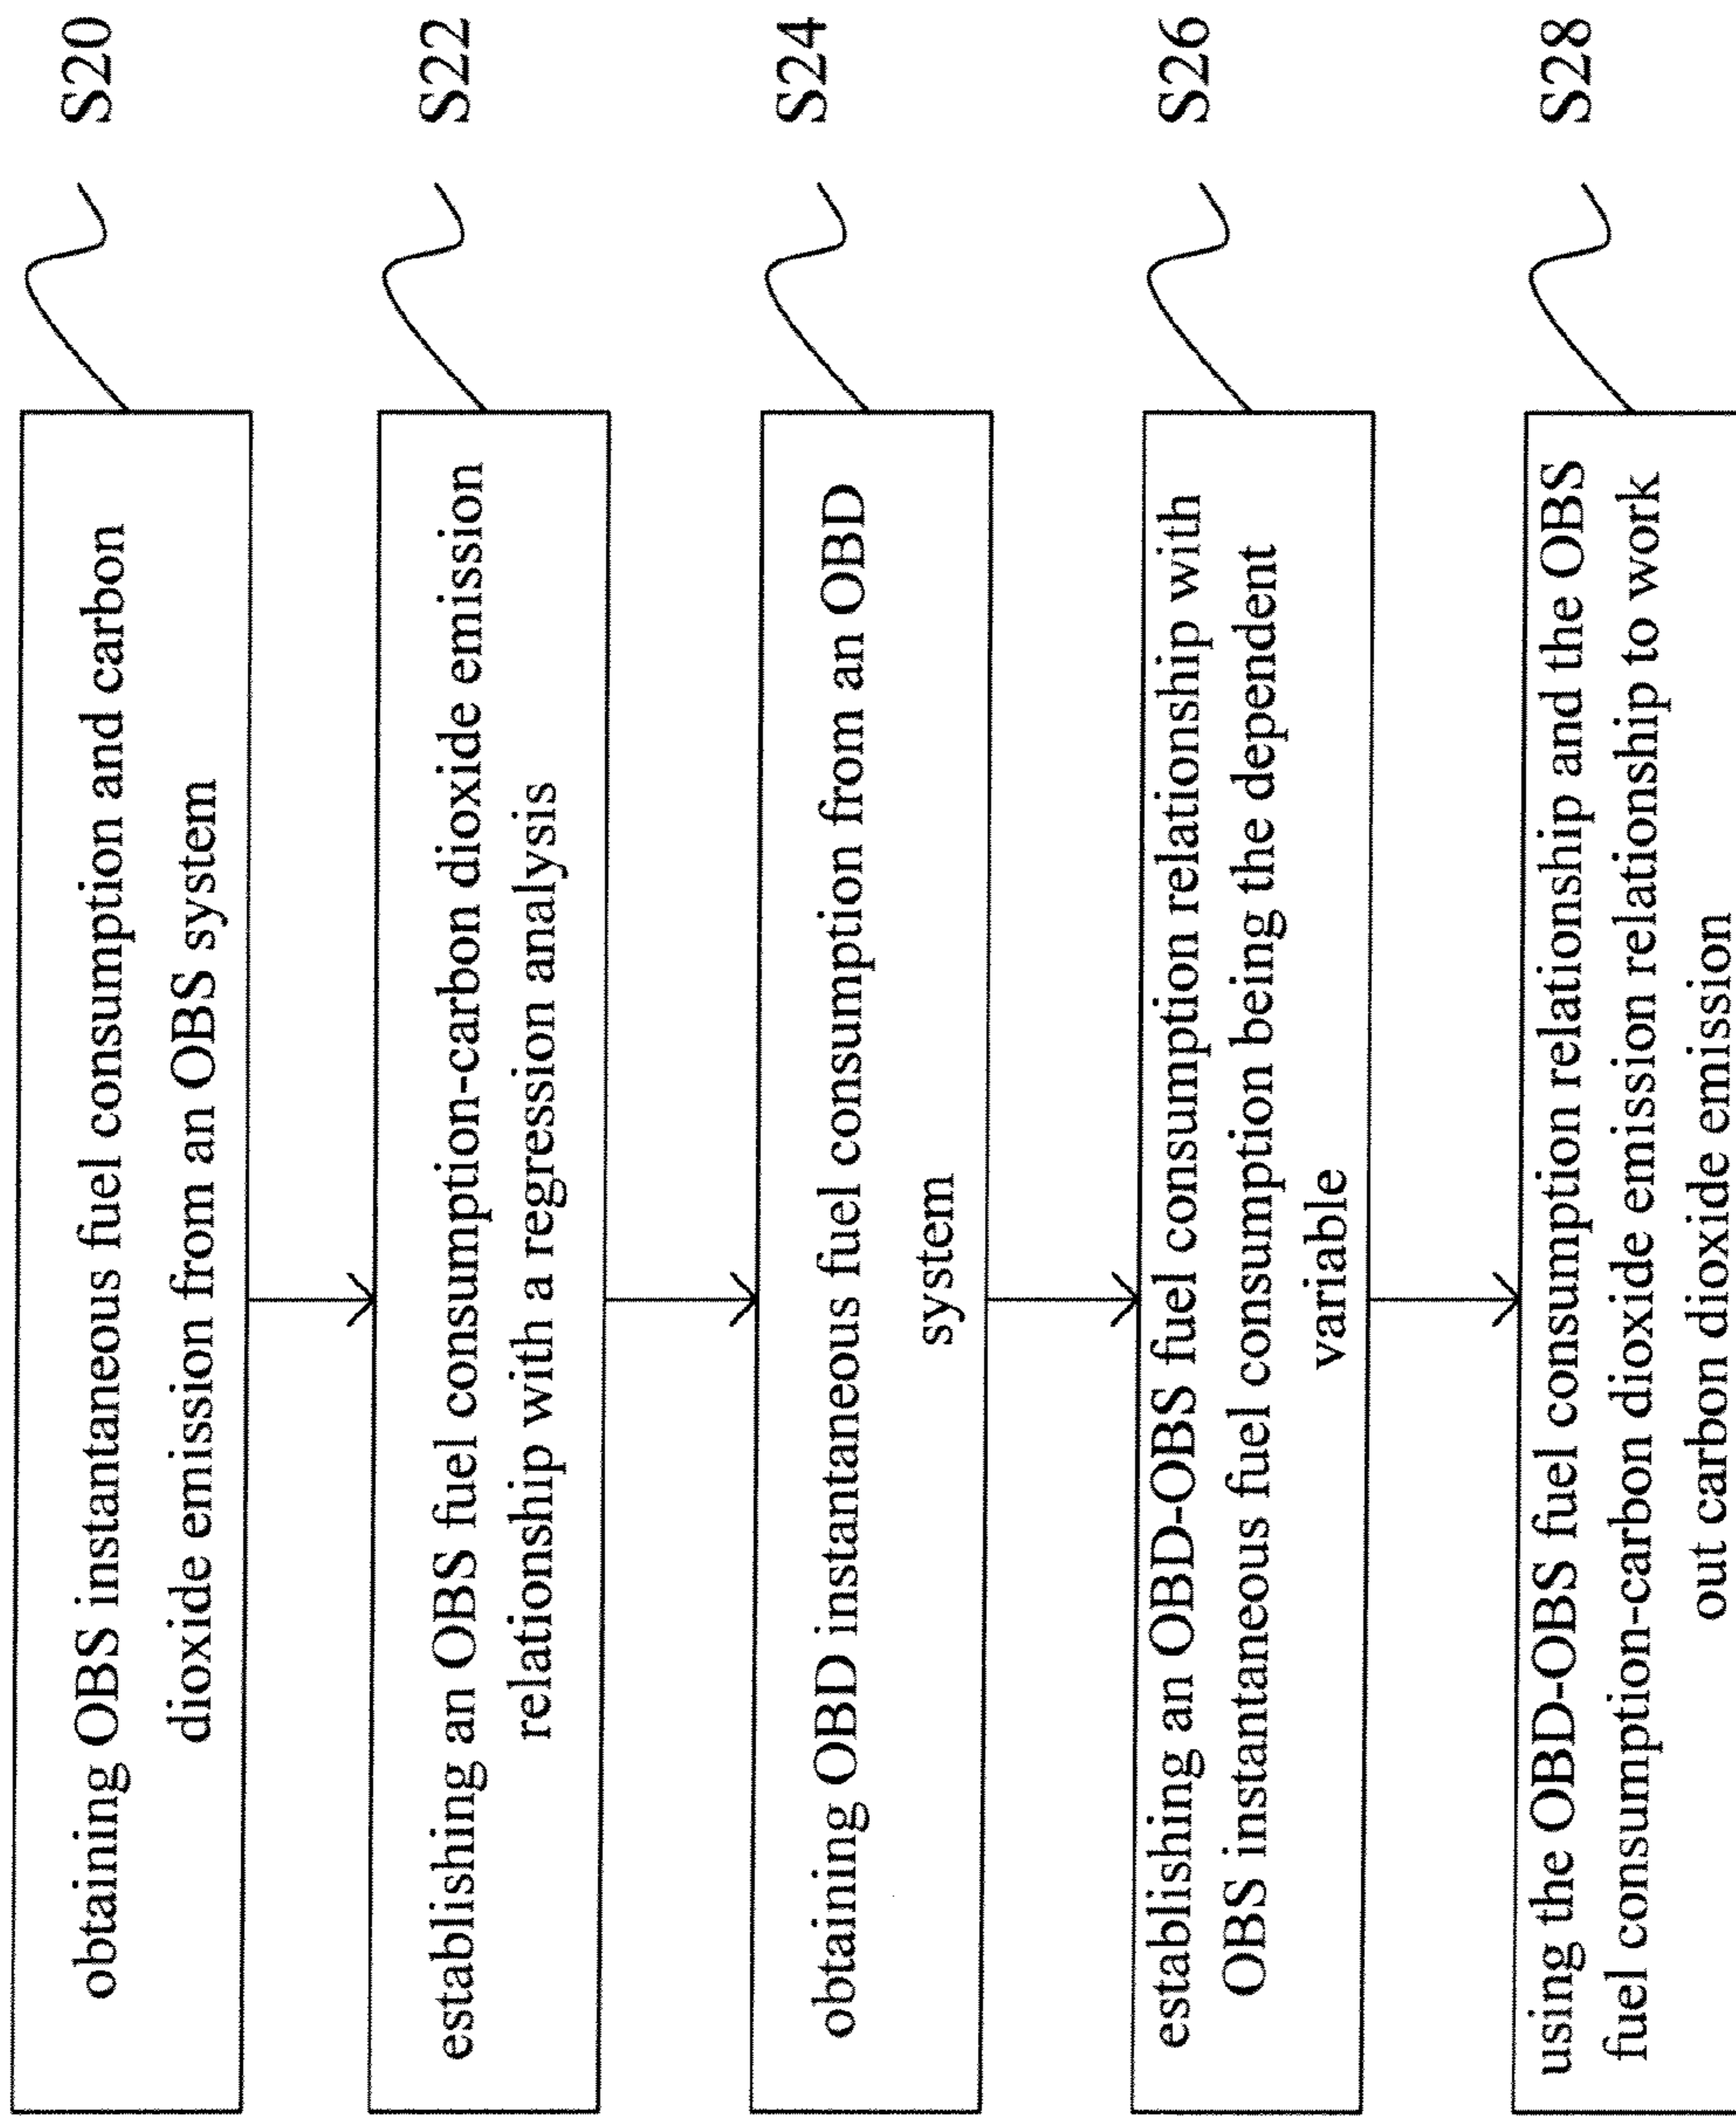 obtaining OBS instantaneous fuel consumption and carbon
dioxide emission from an OBS system
S20
establishing an OBS fuel consumption-carbon dioxide emission
relationship with a regression analysis
S22
obtaining OBD instantaneous fuel consumption from an OBD
system
S24
establishing an OBD-OBS fuel consumption relationship with
OBS instantaneous fuel consumption being the dependent
variable
S26
using the OBD-OBS fuel consumption relationship and the OBS
fuel consumption-carbon dioxide emission relationship to work
out carbon dioxide emission
S28